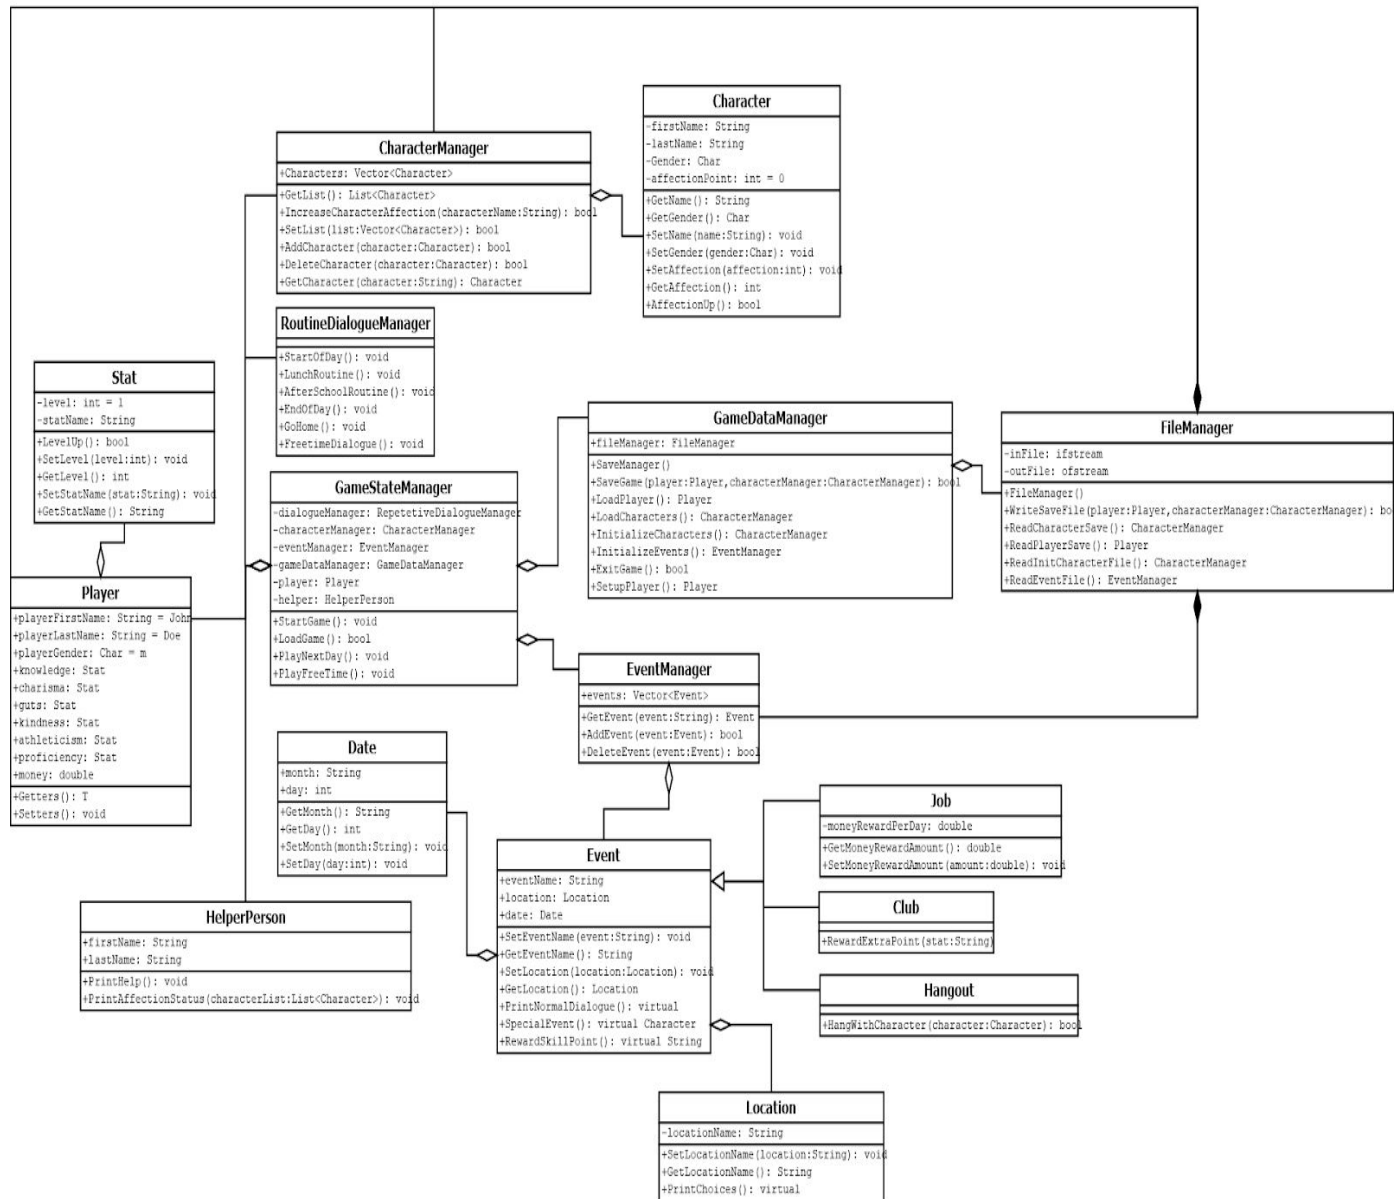 Character
-firstName: String
-lastName: String
-Gender: Char
-affectionPoint: int = 0
+GetName(): String
+GetGender(): Char
+SetName(name:String): void
+SetGender(gender:Char): void
+SetAffection(affection:int): void
+GetAffection(): int
+AffectionUp(): bool
CharacterManager
+Characters: Vector<Character>
+GetList(): List<Character>
+IncreaseCharacterAffection(characterName:String): bool
+SetList(list:Vector<Character>): bool
+AddCharacter(character:Character): bool
+DeleteCharacter(character:Character): bool
+GetCharacter(character:String): Character
RoutineDialogueManager
+StartOfDay(): void
+LunchRoutine(): void
+AfterSchoolRoutine(): void
+EndOfDay(): void
+GoHome(): void
+FreetimeDialogue(): void
Stat
-level: int = 1
-statName: String
+LevelUp(): bool
+SetLevel(level:int): void
+GetLevel(): int
+SetStatName(stat:String): void
+GetStatName(): String
GameDataManager
+fileManager: FileManager
+SaveManager()
+SaveGame(player:Player,characterManager:CharacterManager): bool
+LoadPlayer(): Player
+LoadCharacters(): CharacterManager
+InitializeCharacters(): CharacterManager
+InitializeEvents(): EventManager
+ExitGame(): bool
+SetupPlayer(): Player
FileManager
-inFile: ifstream
-outFile: ofstream
+FileManager()
+WriteSaveFile(player:Player,characterManager:CharacterManager): bo
+ReadCharacterSave(): CharacterManager
+ReadPlayerSave(): Player
+ReadInitCharacterFile(): CharacterManager
+ReadEventFile(): EventManager
GameStateManager
-dialogueManager: RepetetiveDialogueManager
-characterManager: CharacterManager
-eventManager: EventManager
-gameDataManager: GameDataManager
-player: Player
-helper: HelperPerson
+StartGame(): void
+LoadGame(): bool
+PlayNextDay(): void
+PlayFreeTime(): void
Player
+playerFirstName: String = John
+playerLastName: String = Doe
+playerGender: Char = m
+knowledge: Stat
+charisma: Stat
+guts: Stat
+kindness: Stat
+athleticism: Stat
+proficiency: Stat
+money: double
+Getters(): T
+Setters(): void
EventManager
+events: Vector<Event>
+GetEvent(event:String): Event
+AddEvent(event:Event): bool
+DeleteEvent(event:Event): bool
Date
+month: String
+day: int
+GetMonth(): String
+GetDay(): int
+SetMonth(month:String): void
+SetDay(day:int): void
Job
-moneyRewardPerDay: double
+GetMoneyRewardAmount(): double
+SetMoneyRewardAmount(amount:double): void
Event
+eventName: String
+location: Location
+date: Date
+SetEventName(event:String): void
+GetEventName(): String
+SetLocation(location:Location): void
+GetLocation(): Location
+PrintNormalDialogue(): virtual
+SpecialEvent(): virtual Character
+RewardSkillPoint(): virtual String
Club
+RewardExtraPoint(stat:String)
HelperPerson
+firstName: String
+lastName: String
+PrintHelp(): void
+PrintAffectionStatus(characterList:List<Character>): void
Hangout
+HangWithCharacter(character:Character): bool
Location
-locationName: String
+SetLocationName(location:String): void
+GetLocationName(): String
+PrintChoices(): virtual